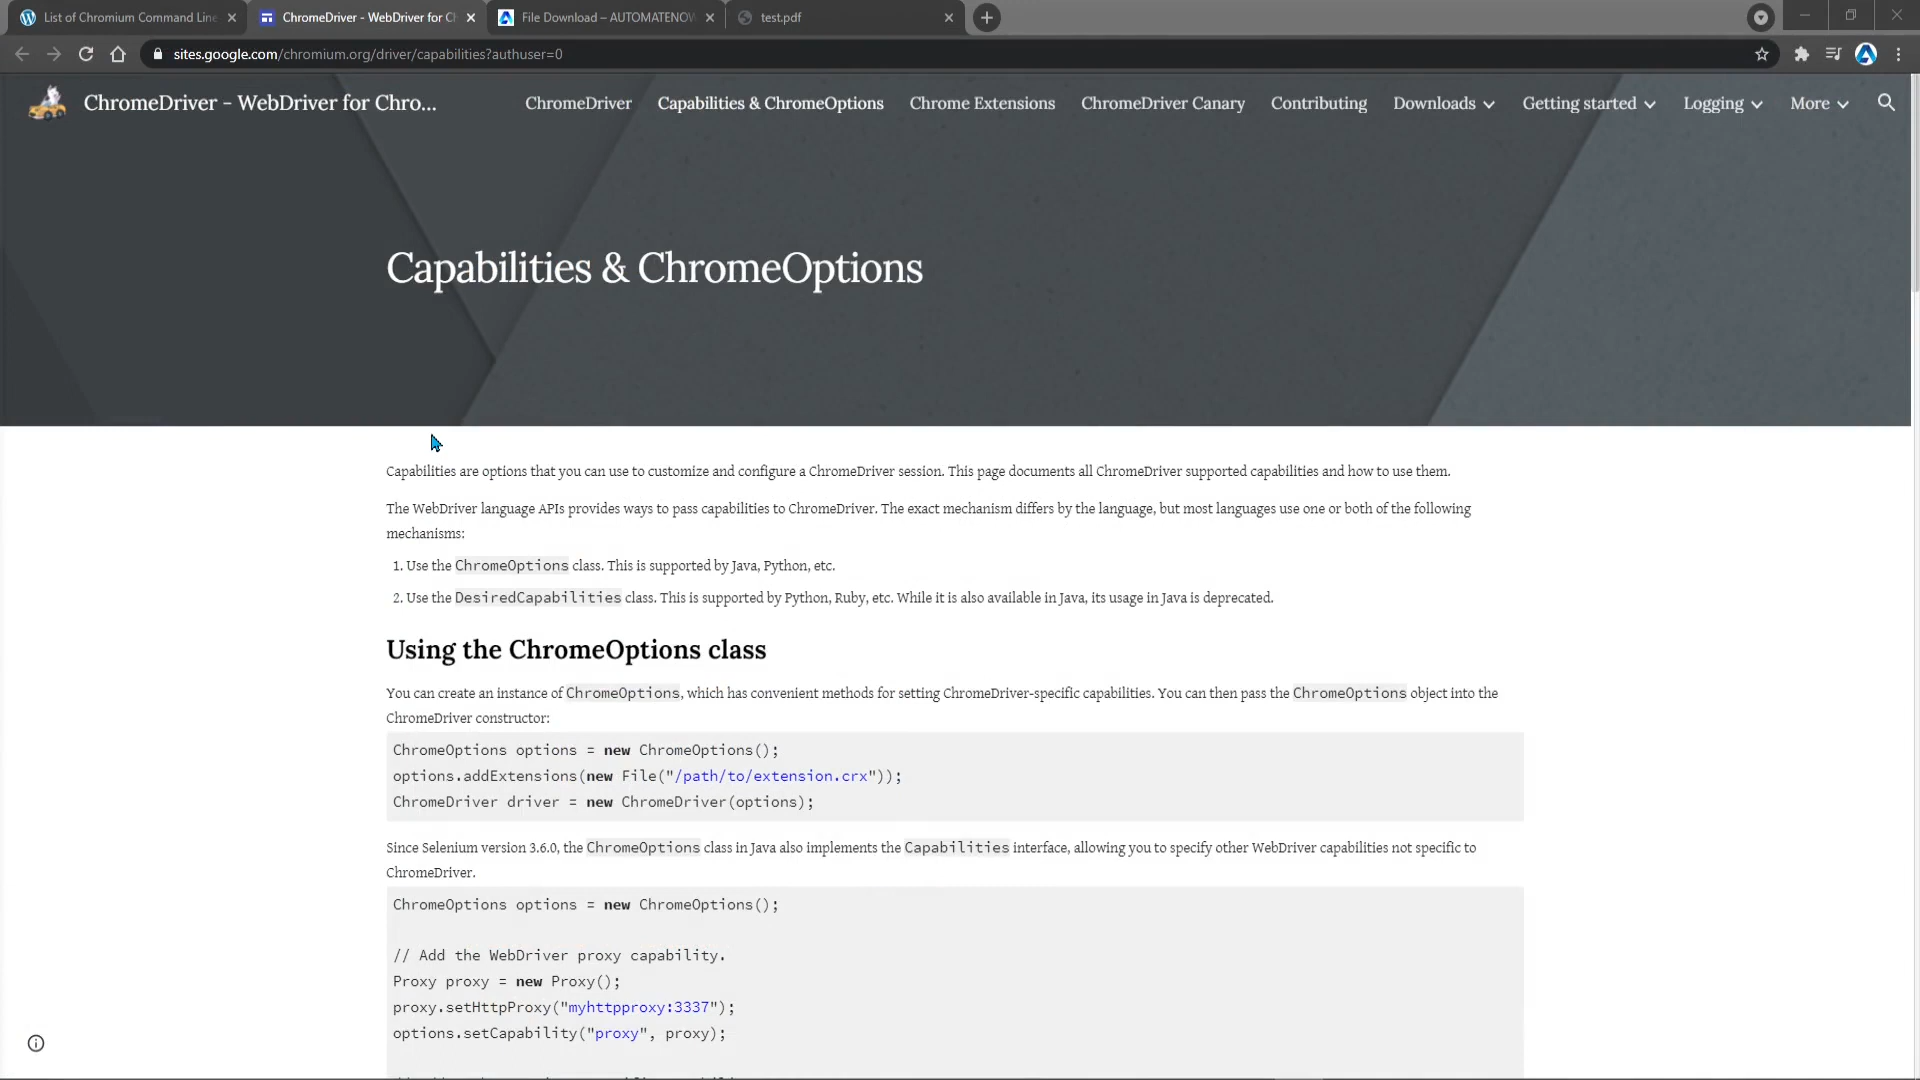 List of Chromium Command Line
ChromeDriver - WebDriver for Ch
File Download – AUTOMATENOW
test.pdf
sites.google.com/chromium.org/driver/capabilities?authuser=0
ChromeDriver - WebDriver for Chro...
ChromeDriver
Capabilities & ChromeOptions
Chrome Extensions
ChromeDriver Canary
Contributing
Downloads
Getting started
Logging
More
Capabilities & ChromeOptions
Capabilities are options that you can use to customize and configure a ChromeDriver session. This page documents all ChromeDriver supported capabilities and how to use them.
The WebDriver language APIs provides ways to pass capabilities to ChromeDriver. The exact mechanism differs by the language, but most languages use one or both of the following
mechanisms:
1. Use the ChromeOptions class. This is supported by Java, Python, etc.
2. Use the DesiredCapabilities class. This is supported by Python, Ruby, etc. While it is also available in Java, its usage in Java is deprecated.
Using the ChromeOptions class
You can create an instance of ChromeOptions, which has convenient methods for setting ChromeDriver-specific capabilities. You can then pass the ChromeOptions object into the
ChromeDriver constructor:
ChromeOptions options = new ChromeOptions();
options.addExtensions(new File("/path/to/extension.crx"));
ChromeDriver driver = new ChromeDriver(options);
Since Selenium version 3.6.0, the ChromeOptions class in Java also implements the Capabilities interface, allowing you to specify other WebDriver capabilities not specific to
ChromeDriver.
ChromeOptions options = new ChromeOptions();
// Add the WebDriver proxy capability.
Proxy proxy = new Proxy();
proxy.setHttpProxy("myhttpproxy:3337");
options.setCapability("proxy", proxy);